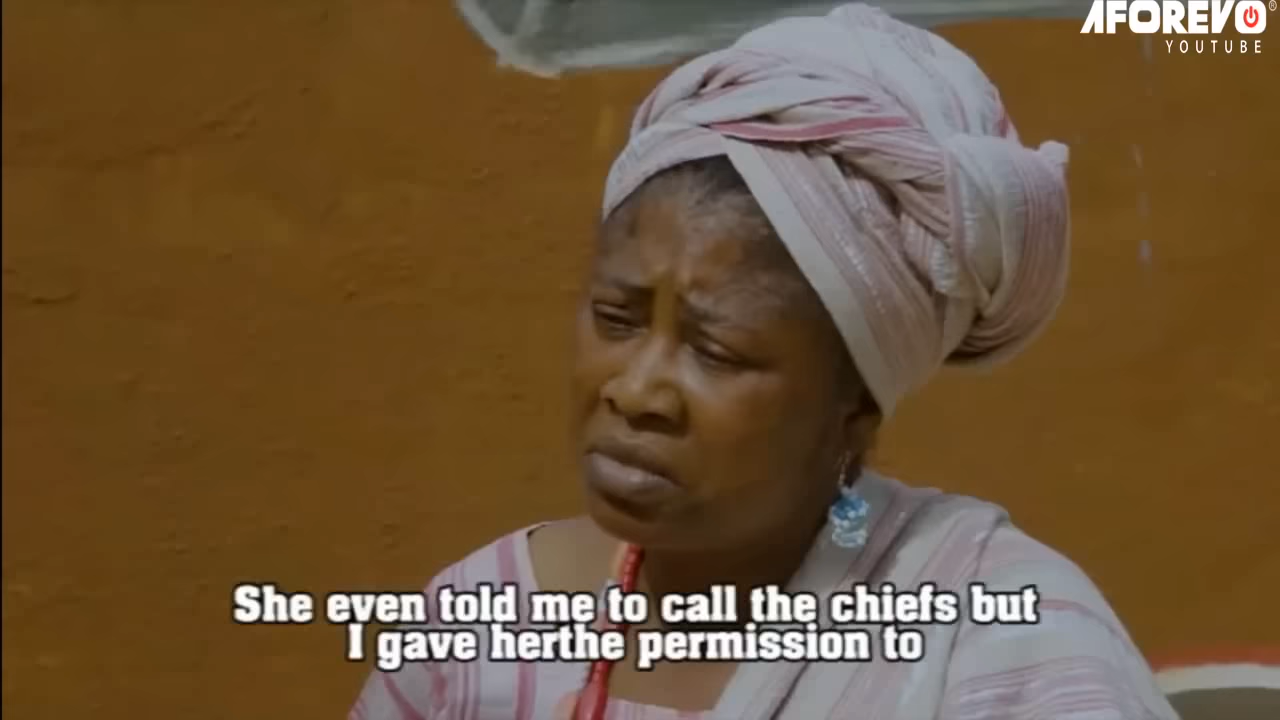 AFOREVO®
YOUTUBE
She even told me to call the chiefs but
I gave herthe permission to